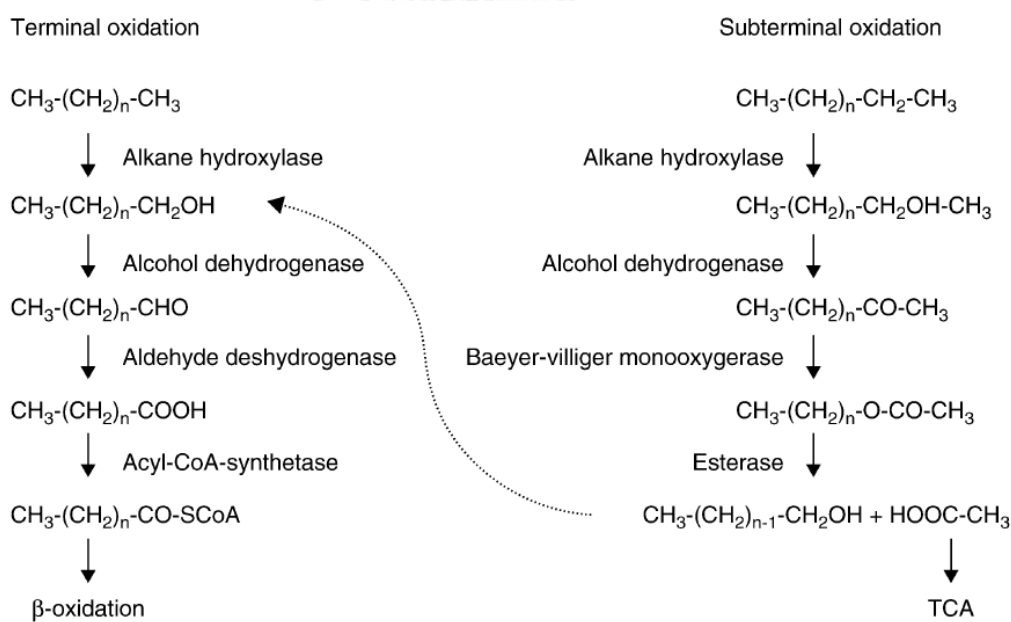 Terminal oxidation
CH₃-(CH₂)ₙ-CH₃
Alkane hydroxylase
CH₃-(CH₂)ₙ-CH₂OH
Alcohol dehydrogenase
CH₃-(CH₂)ₙ-CHO
Aldehyde deshydrogenase
CH₃-(CH₂)ₙ-COOH
Acyl-CoA-synthetase
CH₃-(CH₂)ₙ-CO-SCoA
β-oxidation
Subterminal oxidation
CH₃-(CH₂)ₙ-CH₂-CH₃
Alkane hydroxylase
CH₃-(CH₂)ₙ-CH₂OH-CH₃
Alcohol dehydrogenase
CH₃-(CH₂)ₙ-CO-CH₃
Baeyer-villiger monooxygerase
CH₃-(CH₂)ₙ-O-CO-CH₃
Esterase
CH₃-(CH₂)ₙ₋₁-CH₂OH + HOOC-CH₃
TCA